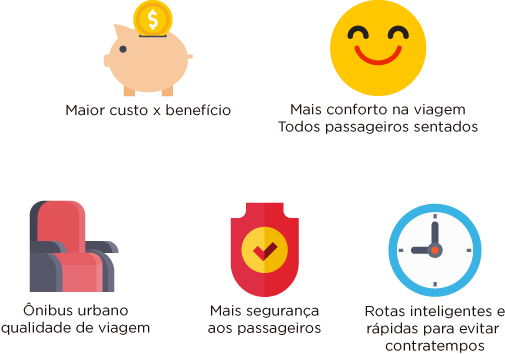 $
Maior custo x benefício
Mais conforto na viagem
Todos passageiros sentados
Ônibus urbano
qualidade de viagem
Mais segurança
aos passageiros
Rotas inteligentes e
rápidas para evitar
contratempos